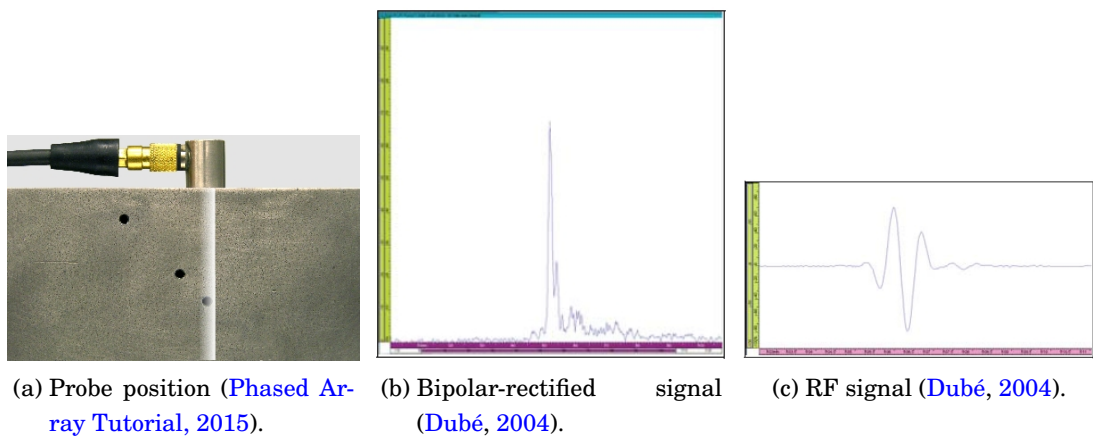 (a) Probe position (Phased Ar-
ray Tutorial, 2015).
(b) Bipolar-rectified signal
(Dubé, 2004).
(c) RF signal (Dubé, 2004).